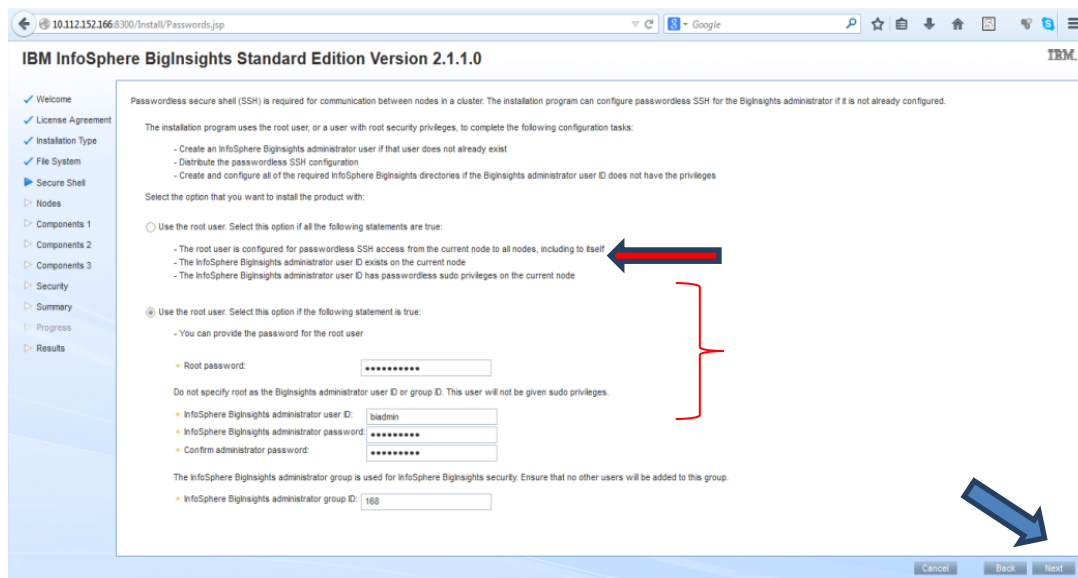 10.112.152.166:8300/Install/Passwords.jsp
Google
IBM InfoSphere BigInsights Standard Edition Version 2.1.1.0
IBM.
Welcome
License Agreement
Installation Type
File System
Secure Shell
Nodes
Components 1
Components 2
Components 3
Security
Summary
Progress
Results
Passwordless secure shell (SSH) is required for communication between nodes in a cluster. The installation program can configure passwordless SSH for the BigInsights administrator if it is not already configured.
The installation program uses the root user, or a user with root security privileges, to complete the following configuration tasks:
- Create an InfoSphere BigInsights administrator user if that user does not already exist
- Distribute the passwordless SSH configuration
- Create and configure all of the required InfoSphere BigInsights directories if the BigInsights administrator user ID does not have the privileges
Select the option that you want to install the product with:
Use the root user. Select this option if all the following statements are true:
- The root user is configured for passwordless SSH access from the current node to all nodes, including to itself
- The InfoSphere BigInsights administrator user ID exists on the current node
- The InfoSphere BigInsights administrator user ID has passwordless sudo privileges on the current node
Use the root user. Select this option if the following statement is true:
- You can provide the password for the root user
* Root password: ●●●●●●●●●●
Do not specify root as the BigInsights administrator user ID or group ID. This user will not be given sudo privileges.
* InfoSphere BigInsights administrator user ID: biadmin
* InfoSphere BigInsights administrator password: ●●●●●●●●●
* Confirm administrator password: ●●●●●●●●●
The InfoSphere BigInsights administrator group is used for InfoSphere BigInsights security. Ensure that no other users will be added to this group.
* InfoSphere BigInsights administrator group ID: 168
Cancel Back Next